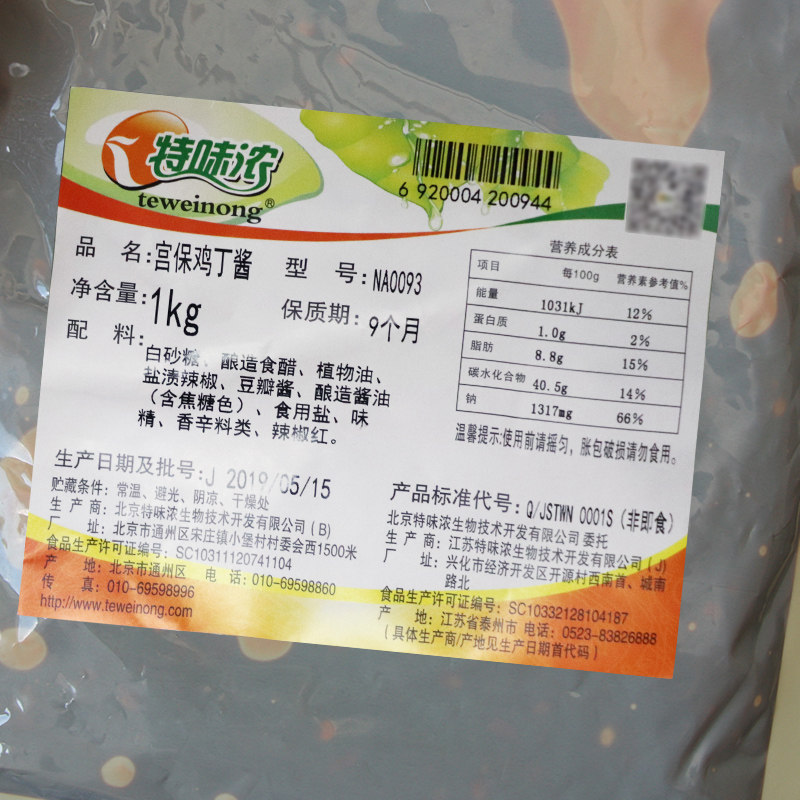 特味浓
teweinong®
6 920004 200944
品 名:宫保鸡丁酱 型 号:NA0093
净含量:1kg 保质期:9个月
配 料:白砂糖、酿造食醋、植物油、
盐渍辣椒、豆瓣酱、酿造酱油
（含焦糖色）、食用盐、味
精、香辛料类、辣椒红。
营养成分表
项目 每100g 营养素参考值%
能量 1031kJ 12%
蛋白质 1.0g 2%
脂肪 8.8g 15%
碳水化合物 40.5g 14%
钠 1317mg 66%
温馨提示:使用前请摇匀，胀包破损请勿食用。
生产日期及批号:J 2019/05/15
贮藏条件: 常温、避光、阴凉、干燥处
生 产 商: 北京特味浓生物技术开发有限公司（B）
厂 址: 北京市通州区宋庄镇小堡村村委会西1500米
食品生产许可证编号: SC10311120741104
产 地: 北京市通州区 电 话: 010-69598860
传 真: 010-69598996
http://www.teweinong.com
产品标准代号: Q/JSTWN 0001S（非即食）
北京特味浓生物技术开发有限公司 委托
生 产 商: 江苏特味浓生物技术开发有限公司（J）
厂 址: 兴化市经济开发区开源村西南首、城南
路北
食品生产许可证编号: SC10332128104187
产 地: 江苏省泰州市 电话: 0523-83826888
（具体生产商/产地见生产日期首代码）